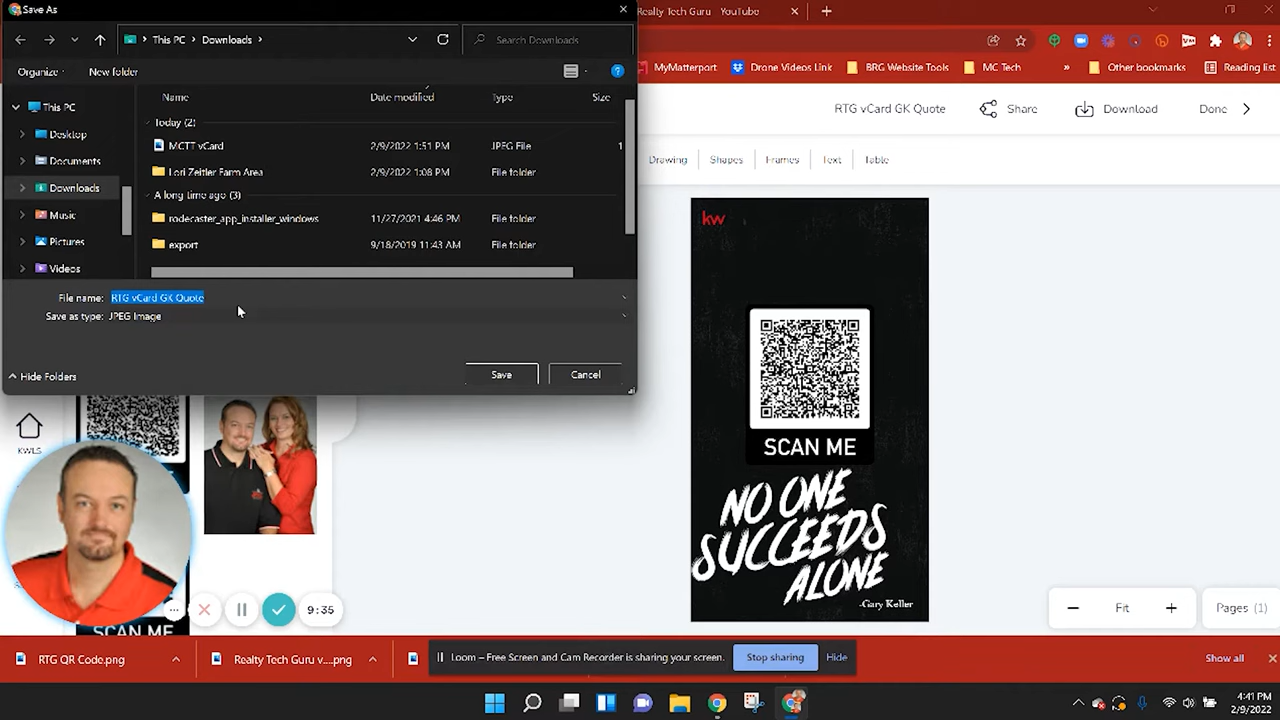 Save As
Realty Tech Guru YouTube
This PC
Downloads
Search Downloads
Organize
New folder
MyMatterport
Drone Videos Link
BRG Website Tools
MC Tech
»
Other bookmarks
Reading list
Name
Date modified
Type
Size
This PC
RTG vCard GK Quote
Share
Download
Done
Today (2)
Desktop
MCTT vCard
2/9/2022 1:51 PM
JPEG File
1
Documents
Lori Zeitler Farm Area
2/9/2022 1:08 PM
File folder
Drawing
Shapes
Frames
Text
Table
Downloads
A long time ago (3)
Music
rodecaster_app_installer_windows
11/27/2021 4:46 PM
File folder
kw
Pictures
export
9/18/2019 11:43 AM
File folder
Videos
File name:
RTG vCard GK Quote
Save as type:
JPEG Image
Hide Folders
Save
Cancel
KWLS
SCAN ME
NO ONE
SUCCEEDS
ALONE
-Gary Keller
9:35
Fit
Pages (1)
SCAN ME
RTG QR Code.png
Realty Tech Guru v....png
Loom – Free Screen and Cam Recorder is sharing your screen.
Stop sharing
Hide
Show all
4:41 PM
2/9/2022